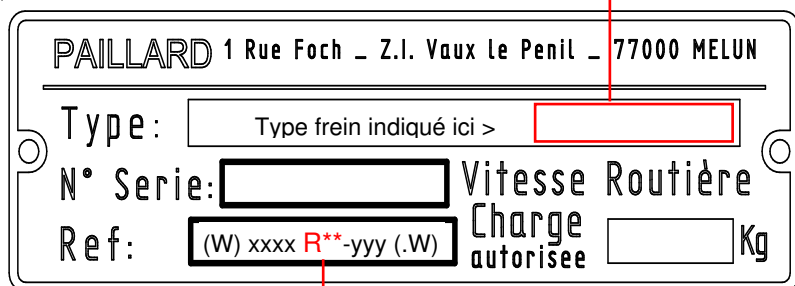 PAILLARD 1 Rue Foch _ Z.I. Vaux le Penil _ 77000 MELUN
Type: Type frein indiqué ici >
N° Serie: Vitesse Routière
Ref: (W) xxxx R**-yyy (.W) Charge autorisee Kg